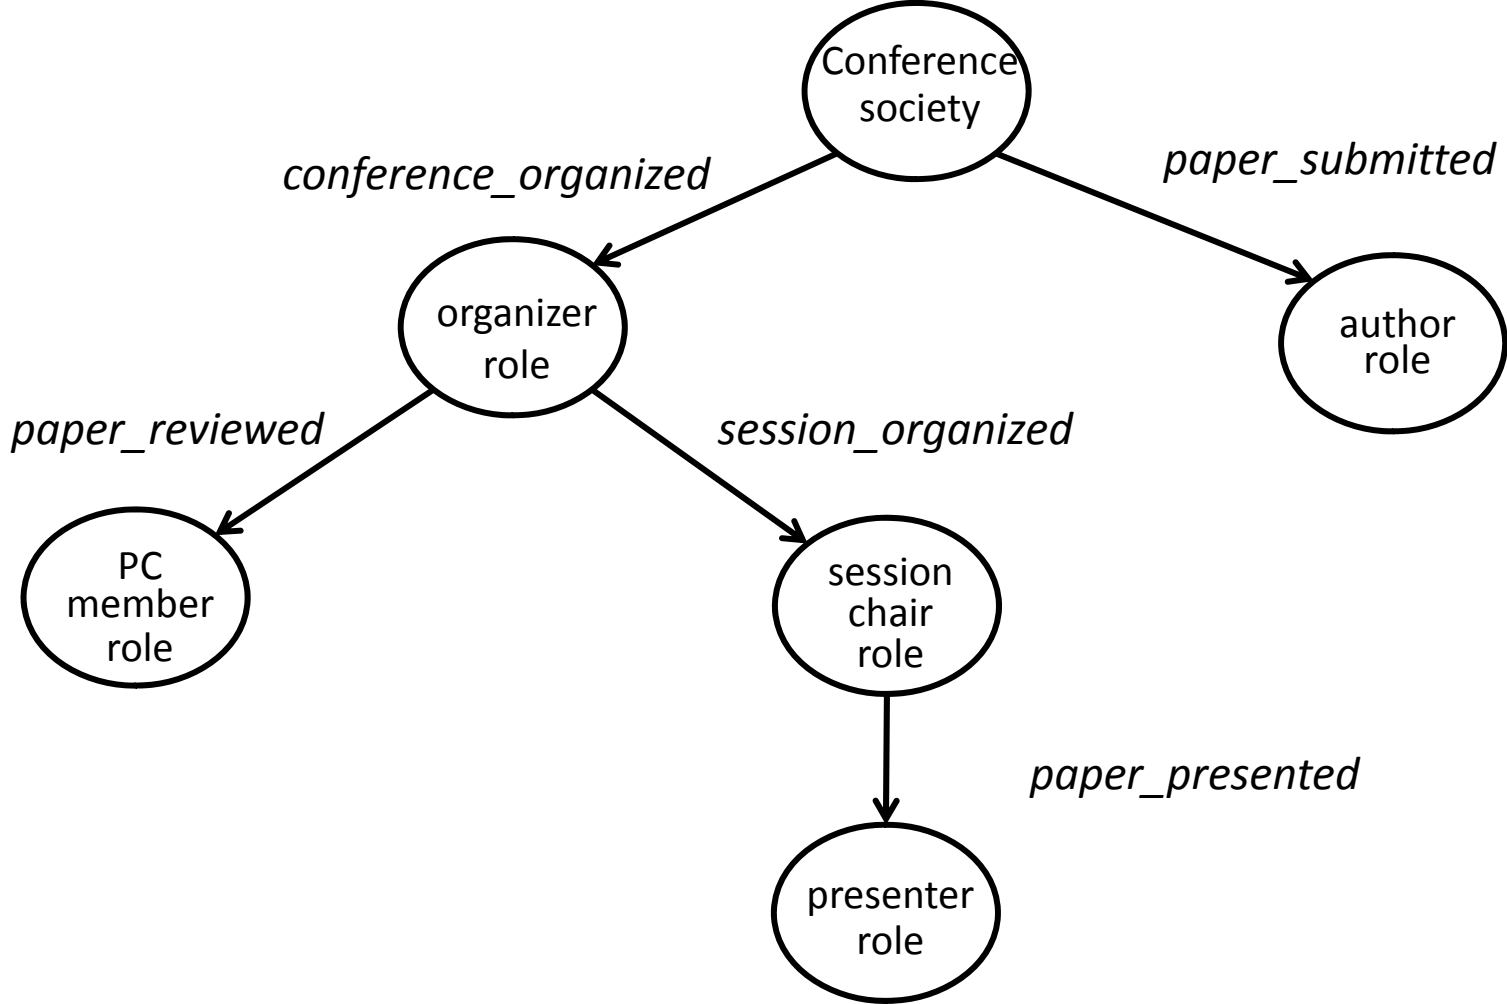 Conference
society
conference_organized
paper_submitted
organizer
role
author
role
paper_reviewed
session_organized
PC
member
role
session
chair
role
paper_presented
presenter
role